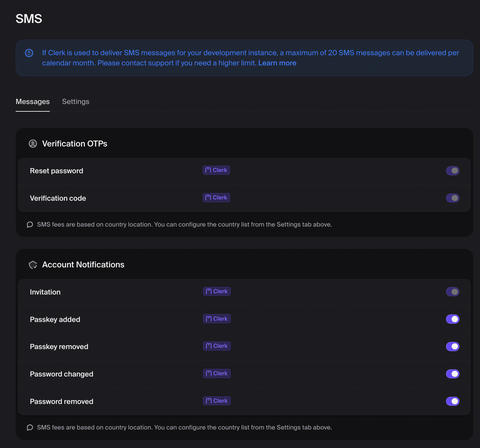 SMS
If Clerk is used to deliver SMS messages for your development instance, a maximum of 20 SMS messages can be delivered per
calendar month. Please contact support if you need a higher limit. Learn more
Messages Settings
Verification OTPs
Reset password Clerk
Verification code Clerk
SMS fees are based on country location. You can configure the country list from the Settings tab above.
Account Notifications
Invitation Clerk
Passkey added Clerk
Passkey removed Clerk
Password changed Clerk
Password removed Clerk
SMS fees are based on country location. You can configure the country list from the Settings tab above.